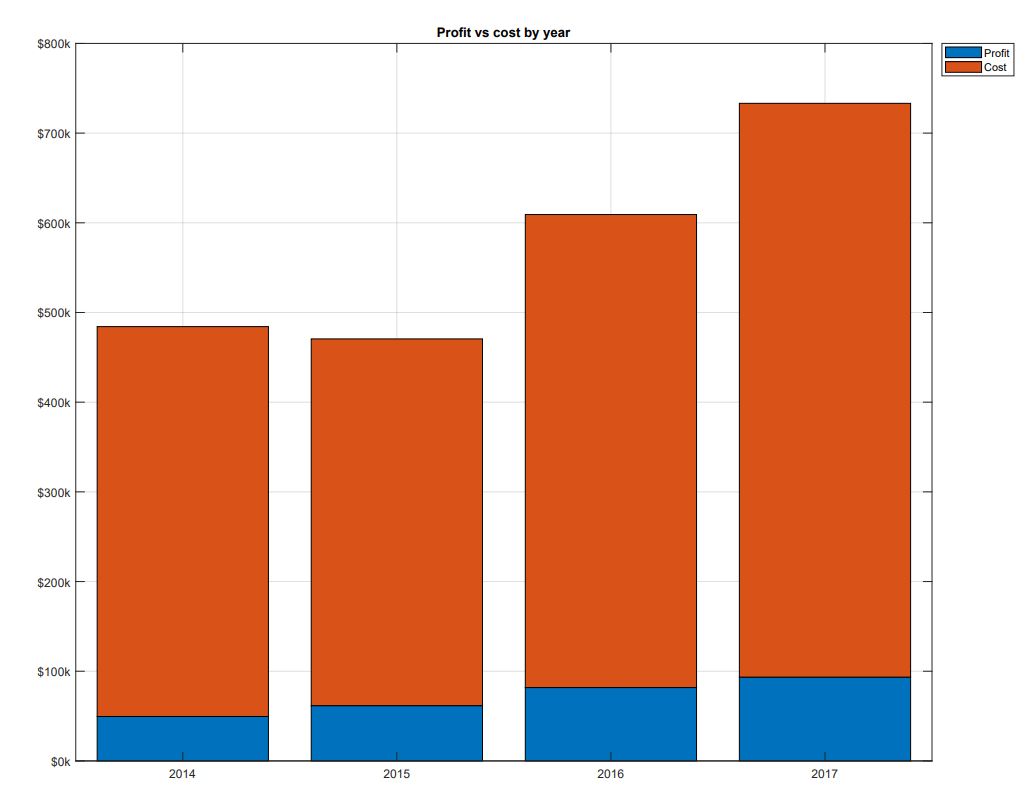 Profit vs cost by year
$800k
$700k
$600k
$500k
$400k
$300k
$200k
$100k
$0k
2014
2015
2016
2017
Profit
Cost